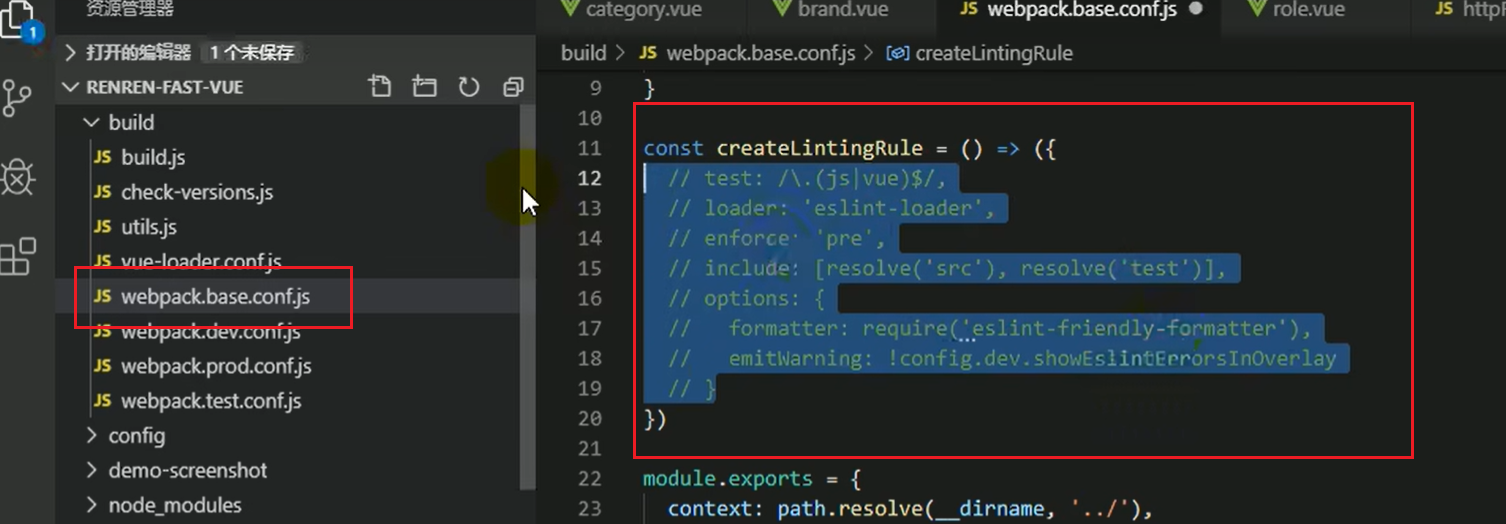 资源管理器
打开的编辑器 1 个未保存
RENREN-FAST-VUE
build
JS build.js
JS check-versions.js
JS utils.js
JS vue-loader.conf.js
JS webpack.base.conf.js
JS webpack.dev.conf.js
JS webpack.prod.conf.js
JS webpack.test.conf.js
config
demo-screenshot
node_modules
1
category.vue brand.vue JS webpack.base.conf.js role.vue JS
build > JS webpack.base.conf.js > createLintingRule
9 }
10
11 const createLintingRule = () => ({
12 // test: /\.(js|vue)$/,
13 // loader: 'eslint-loader',
14 // enforce: 'pre',
15 // include: [resolve('src'), resolve('test')],
16 // options: {
17 //   formatter: require('eslint-friendly-formatter'),
18 //   emitWarning: !config.dev.showEslintErrorsInOverlay
19 // }
20 })
21
22 module.exports = {
23 context: path.resolve(__dirname, '../'),